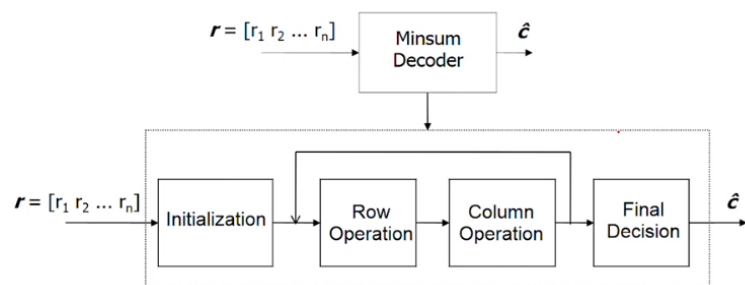 r = [r₁ r₂ ... rₙ]
Minsum
Decoder
ĉ
r = [r₁ r₂ ... rₙ]
Initialization
Row
Operation
Column
Operation
Final
Decision
ĉ